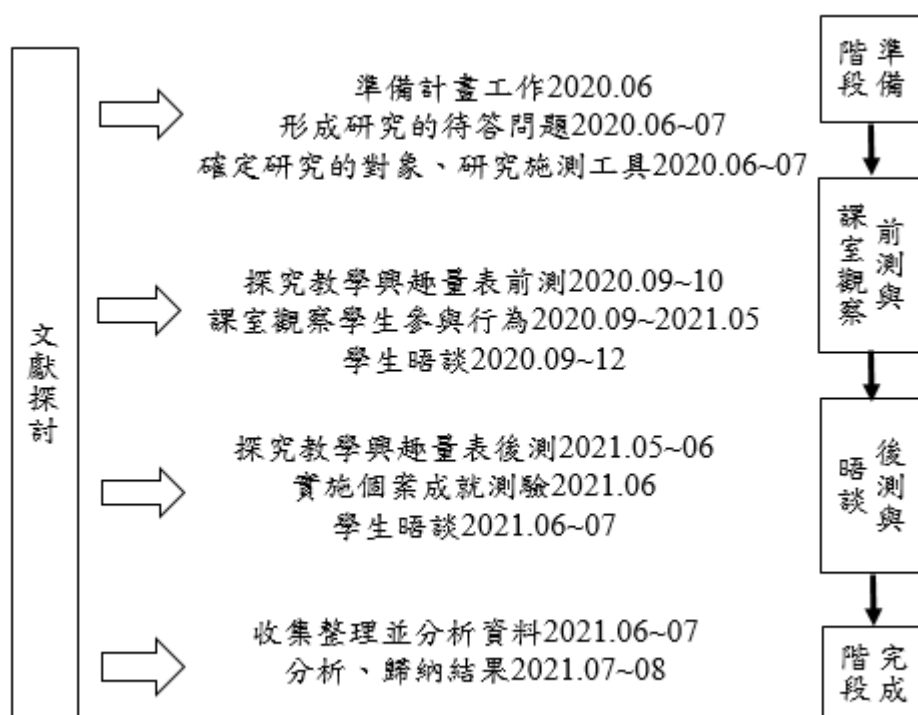 文獻探討
準備計畫工作2020.06
形成研究的待答問題2020.06~07
確定研究的對象、研究施測工具2020.06~07
準備
階段
探究教學興趣量表前測2020.09~10
課室觀察學生參與行為2020.09~2021.05
學生晤談2020.09~12
前測與
課室觀察
探究教學興趣量表後測2021.05~06
實施個案成就測驗2021.06
學生晤談2021.06~07
後測與
晤談
收集整理並分析資料2021.06~07
分析、歸納結果2021.07~08
完成
階段